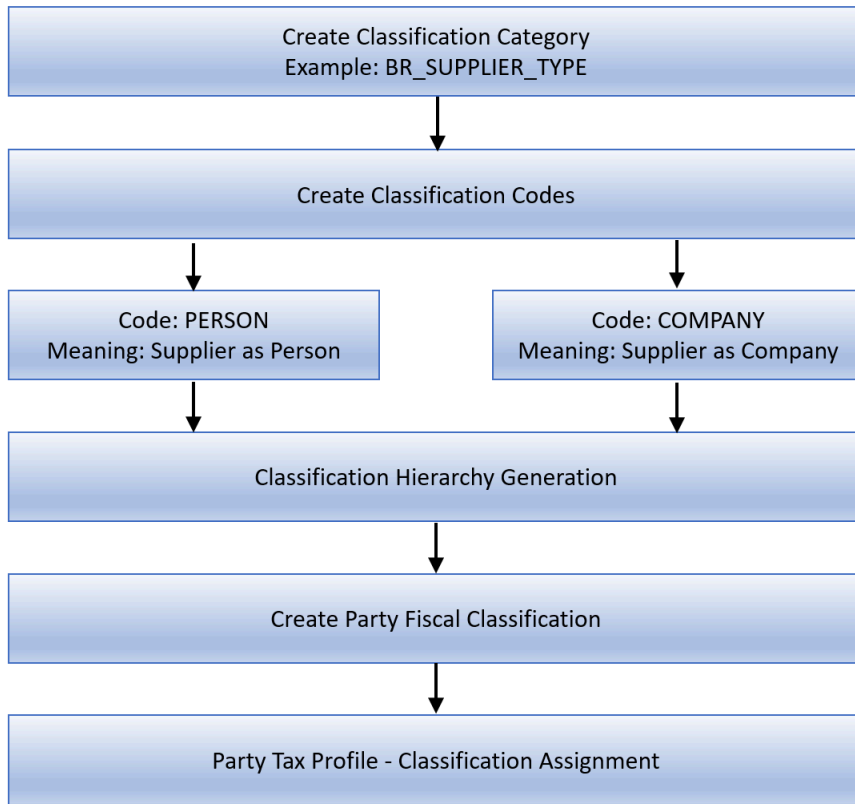 Create Classification Category
Example: BR_SUPPLIER_TYPE
Create Classification Codes
Code: PERSON
Meaning: Supplier as Person
Code: COMPANY
Meaning: Supplier as Company
Classification Hierarchy Generation
Create Party Fiscal Classification
Party Tax Profile - Classification Assignment